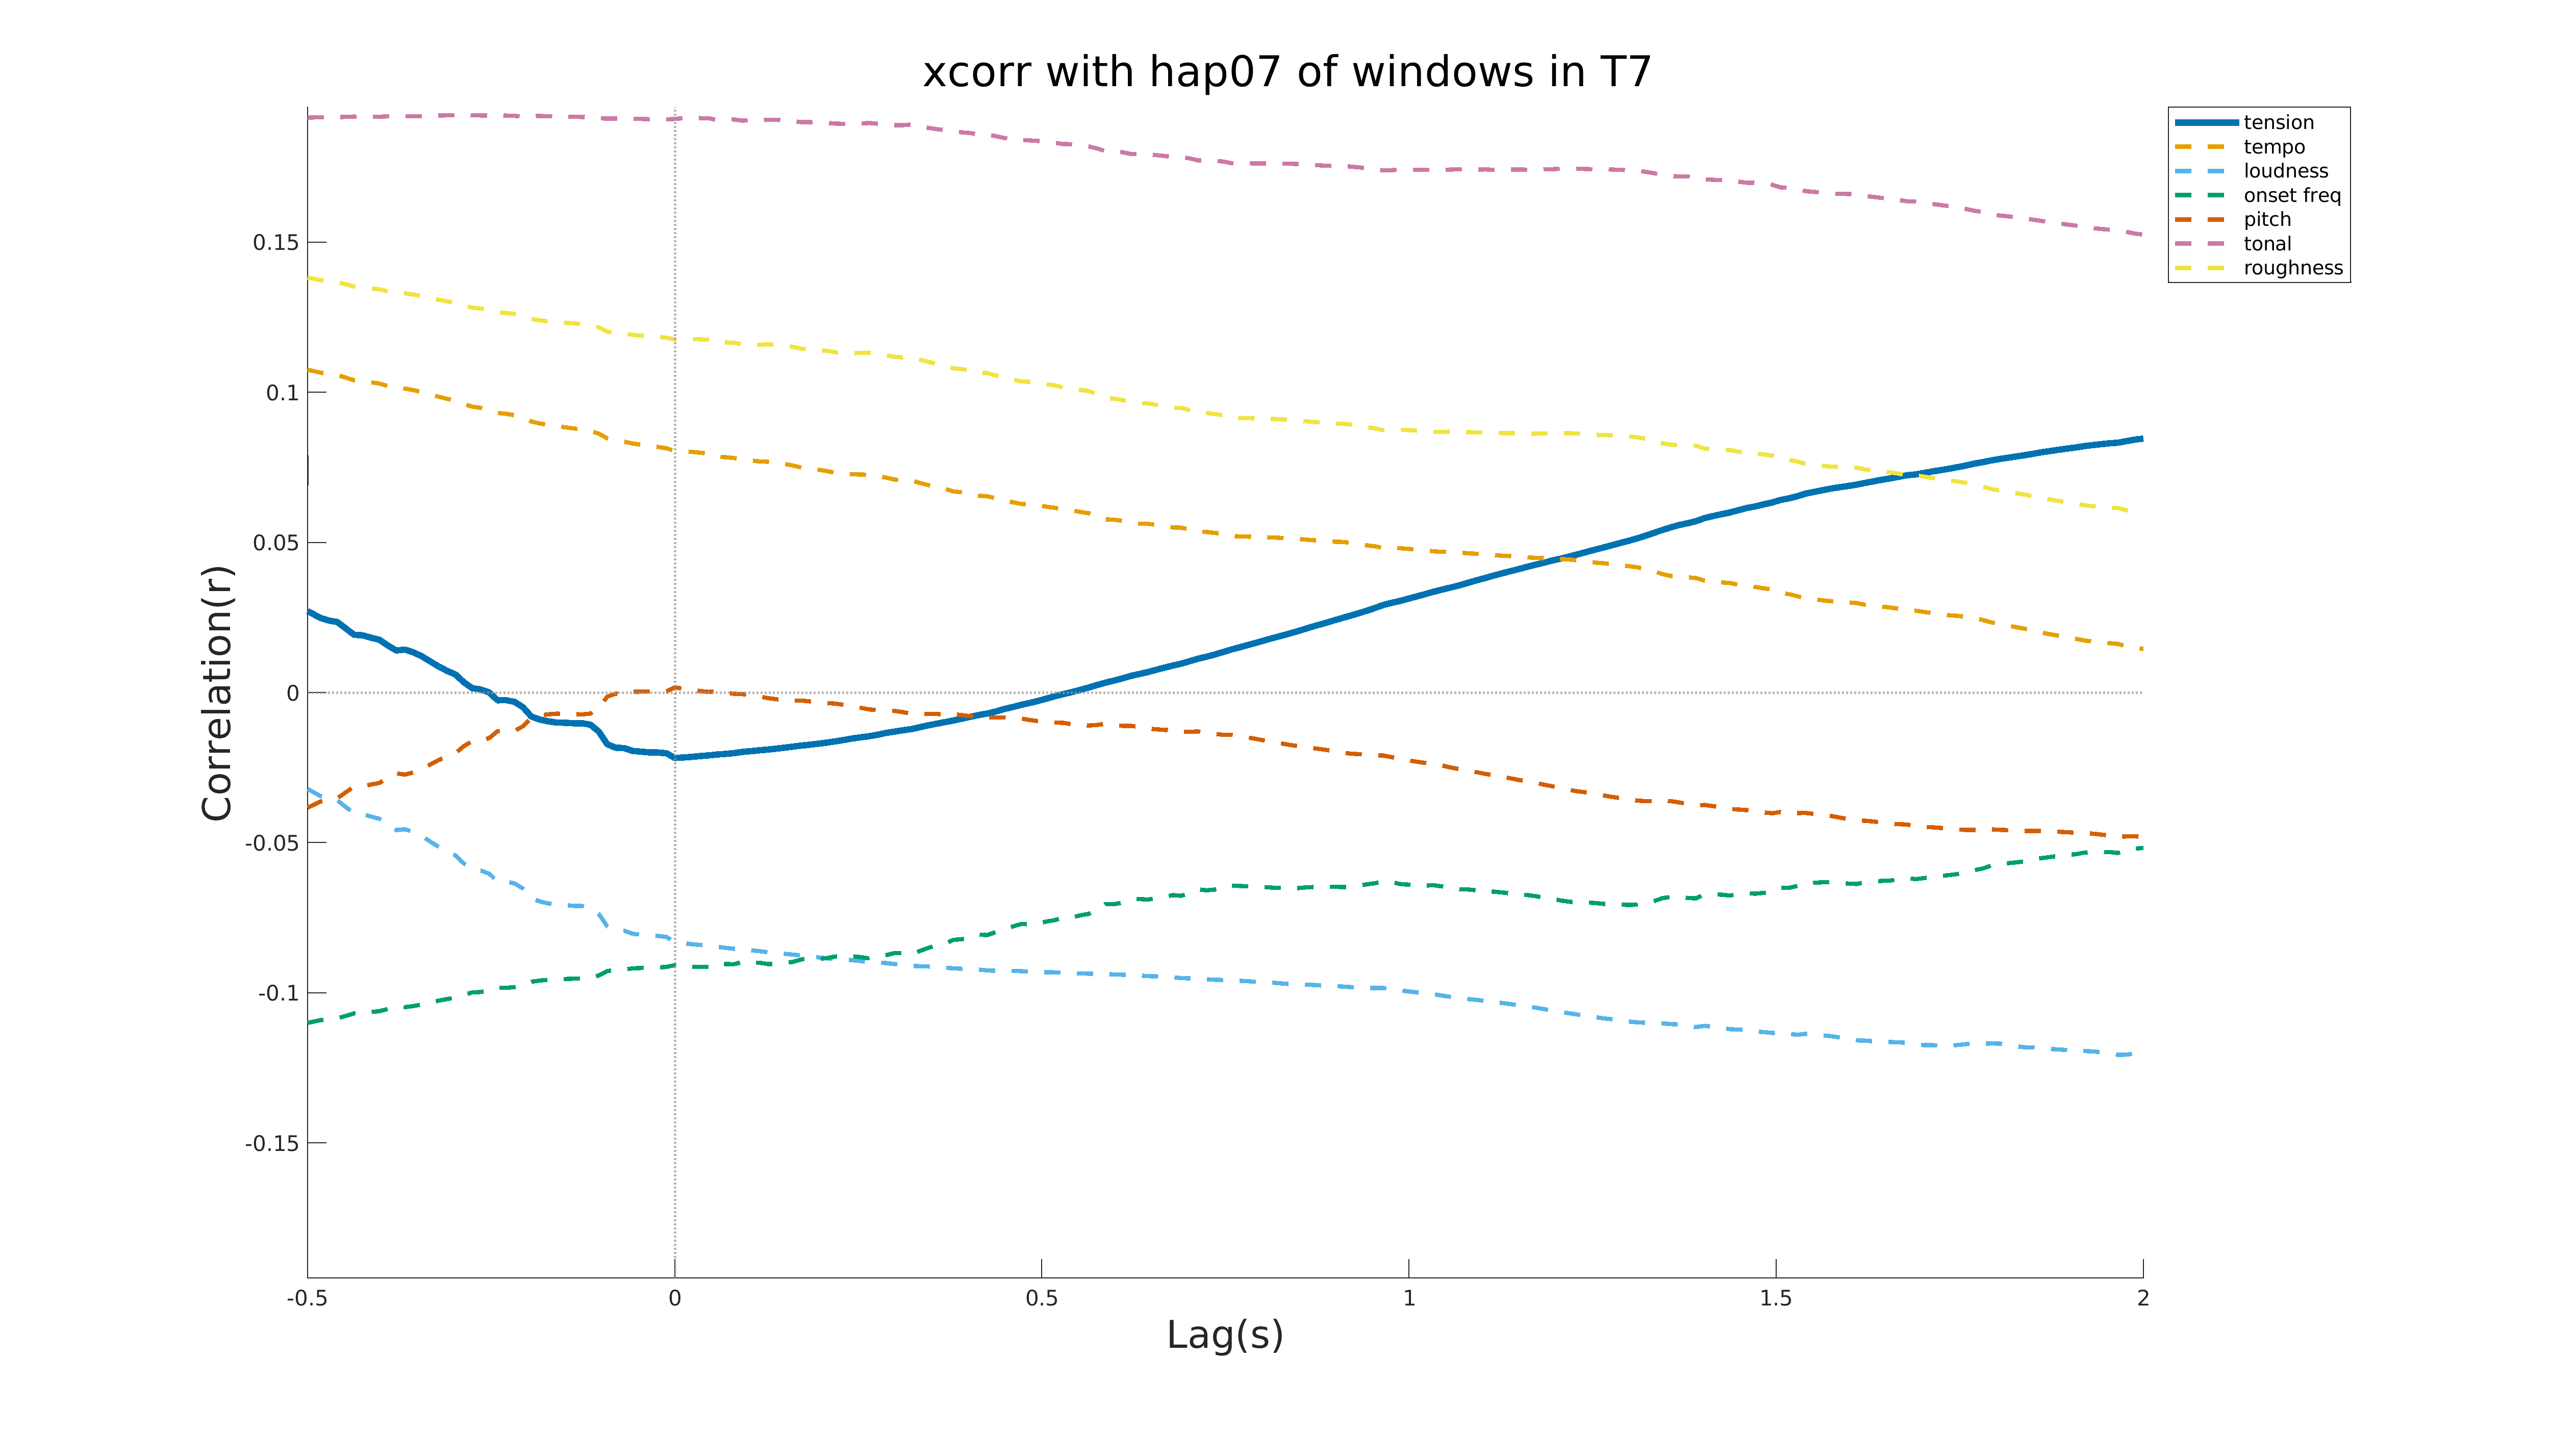 xcorr with hap07 of windows in T7
tension
tempo
loudness
onset freq
pitch
tonal
roughness
Correlation(r)
0.15
0.1
0.05
0
-0.05
-0.1
-0.15
-0.5
0
0.5
1
1.5
2
Lag(s)